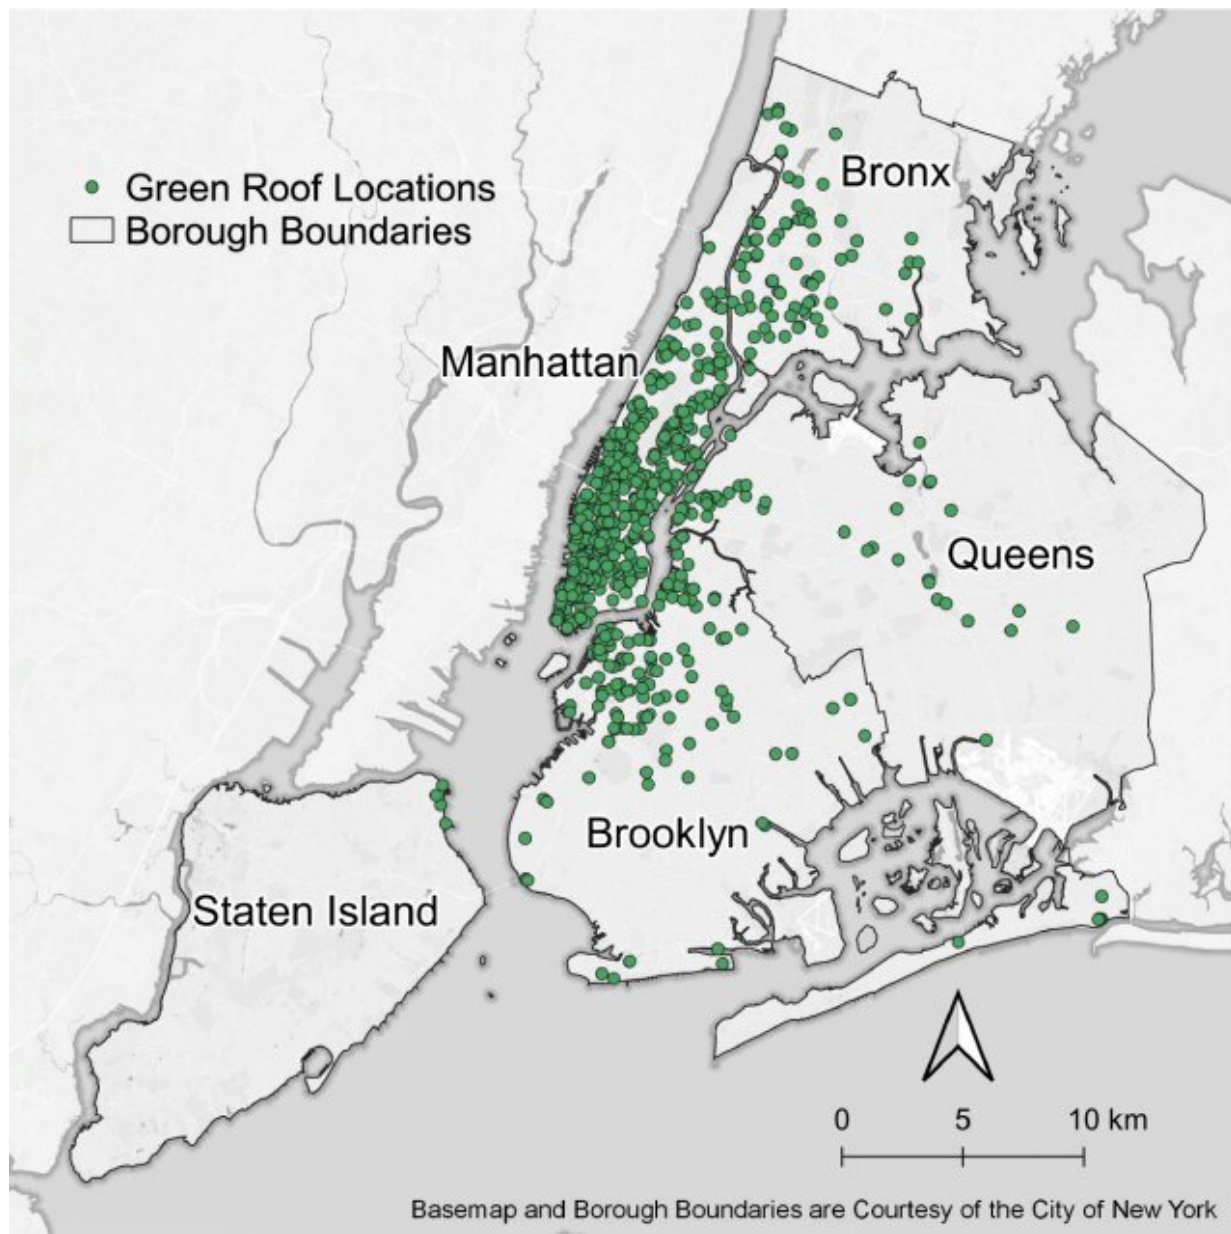 Bronx
Green Roof Locations
Borough Boundaries
Manhattan
Queens
Brooklyn
Staten Island
0 5 10 km
Basemap and Borough Boundaries are Courtesy of the City of New York